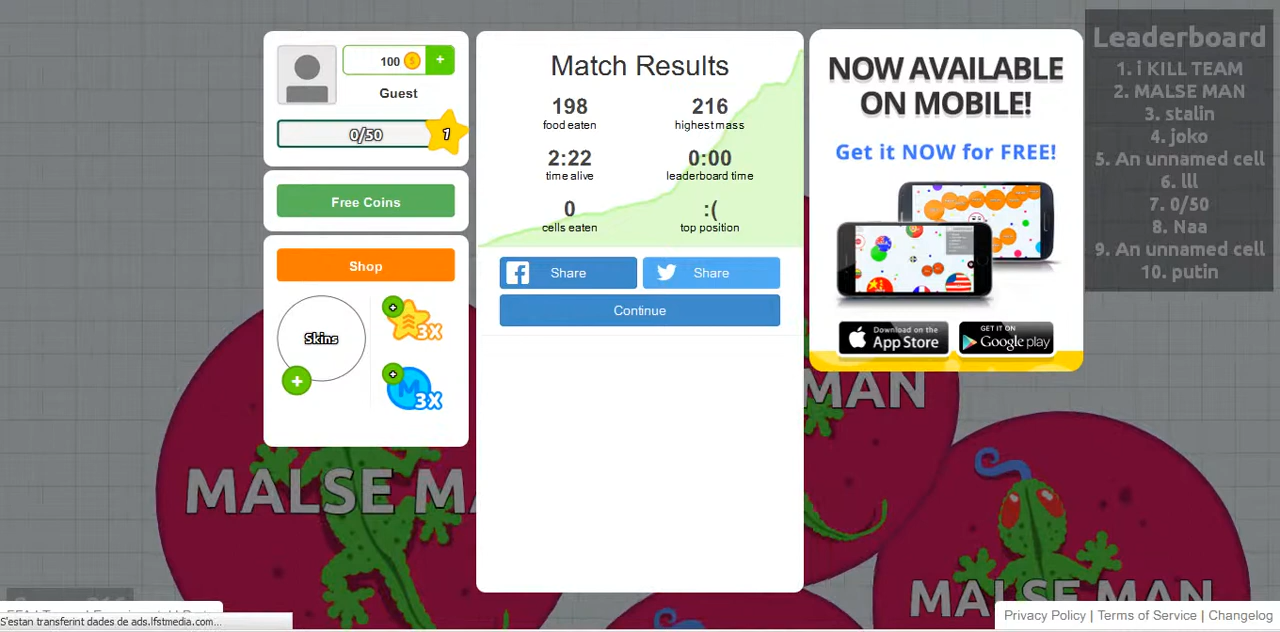 100
+
Guest
0/50
1
Free Coins
Shop
Skins
3X
M
3X
Match Results
198
food eaten
216
highest mass
2:22
time alive
0:00
leaderboard time
0
cells eaten
:(
top position
Share
Share
Continue
NOW AVAILABLE
ON MOBILE!
Get it NOW for FREE!
Download on the
App Store
GET IT ON
Google play
Leaderboard
1. i KILL TEAM
2. MALSE MAN
3. stalin
4. joko
5. An unnamed cell
6. lll
7. 0/50
8. Naa
9. An unnamed cell
10. putin
MALSE M
MAN
MALSE MAN
S'estan transferint dades de ads.lfstmedia.com...
Privacy Policy | Terms of Service | Changelog